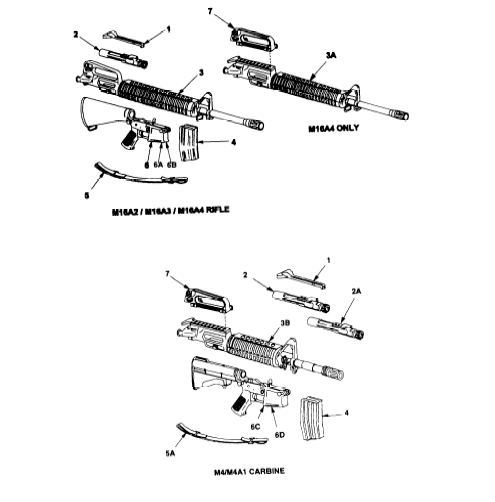 7
1
2
3A
3
M16A4 ONLY
4
6 6A 6B
5
M16A2 / M16A3 / M16A4 RIFLE
1
7
2
2A
3B
4
6C
6D
5A
M4/M4A1 CARBINE